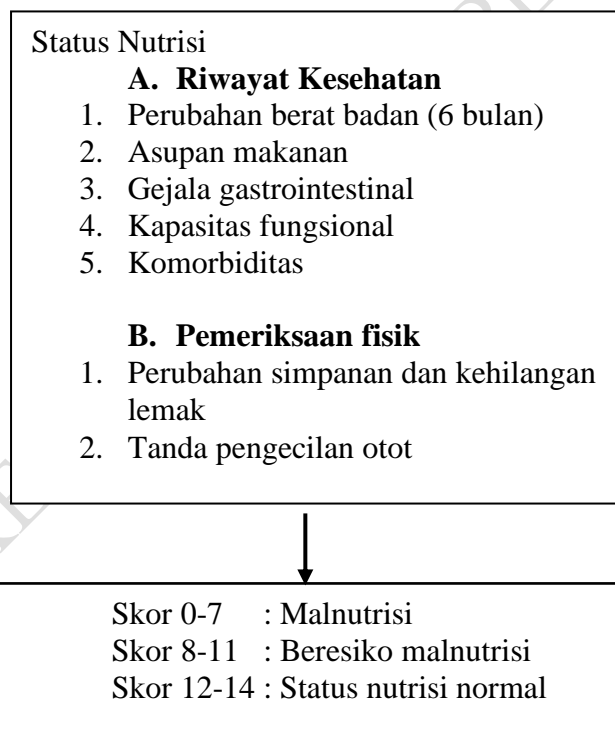 Status Nutrisi
A. Riwayat Kesehatan
1. Perubahan berat badan (6 bulan)
2. Asupan makanan
3. Gejala gastrointestinal
4. Kapasitas fungsional
5. Komorbiditas
B. Pemeriksaan fisik
1. Perubahan simpanan dan kehilangan
lemak
2. Tanda pengecilan otot
Skor 0-7 : Malnutrisi
Skor 8-11 : Beresiko malnutrisi
Skor 12-14 : Status nutrisi normal